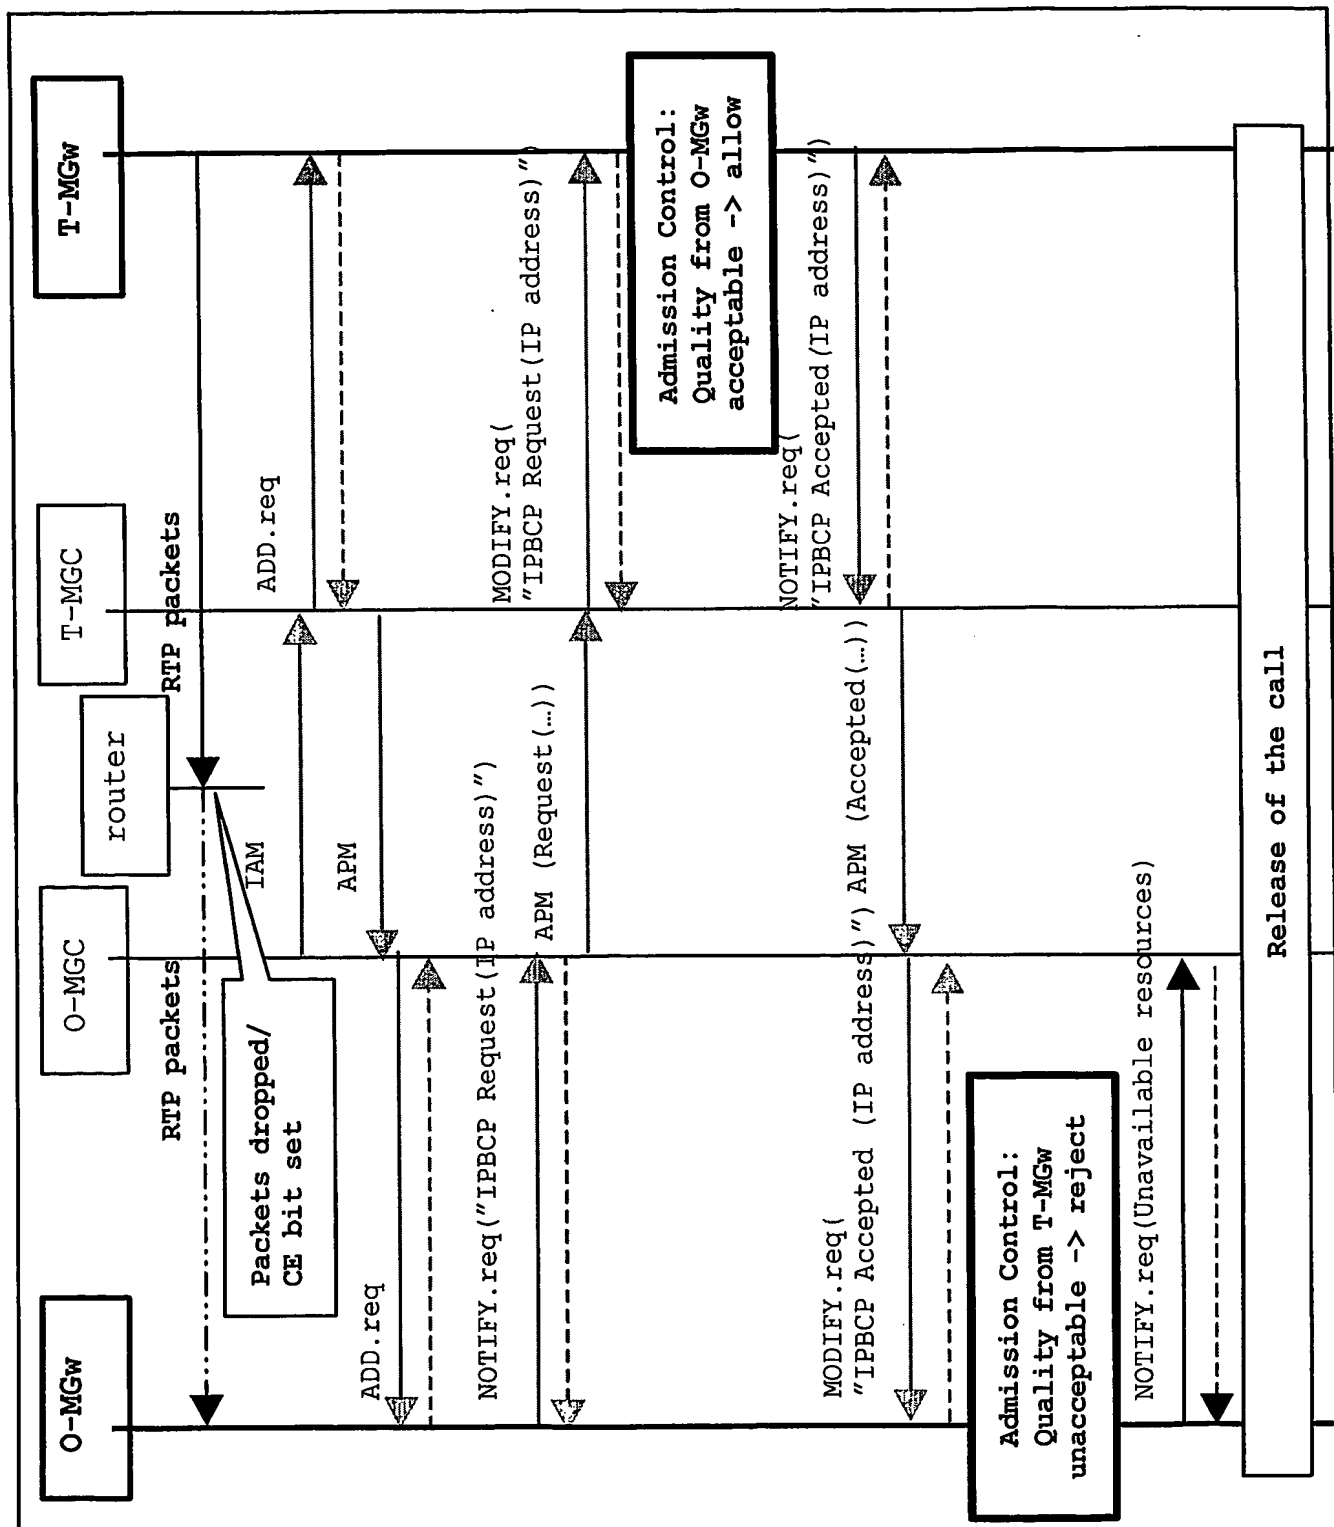 O-MGw
O-MGC
router
T-MGC
T-MGw
RTP packets
RTP packets
Packets dropped/
CE bit set
IAM
ADD.req
APM
ADD.req
NOTIFY.req("IPBCP Request(IP address)")
APM (Request(…))
MODIFY.req(
"IPBCP Request(IP address)")
Admission Control:
Quality from O-MGw
acceptable -> allow
NOTIFY.req(
"IPBCP Accepted(IP address)")
APM (Accepted(…))
MODIFY.req(
"IPBCP Accepted (IP address)")
Admission Control:
Quality from T-MGw
unacceptable -> reject
NOTIFY.req(Unavailable resources)
Release of the call